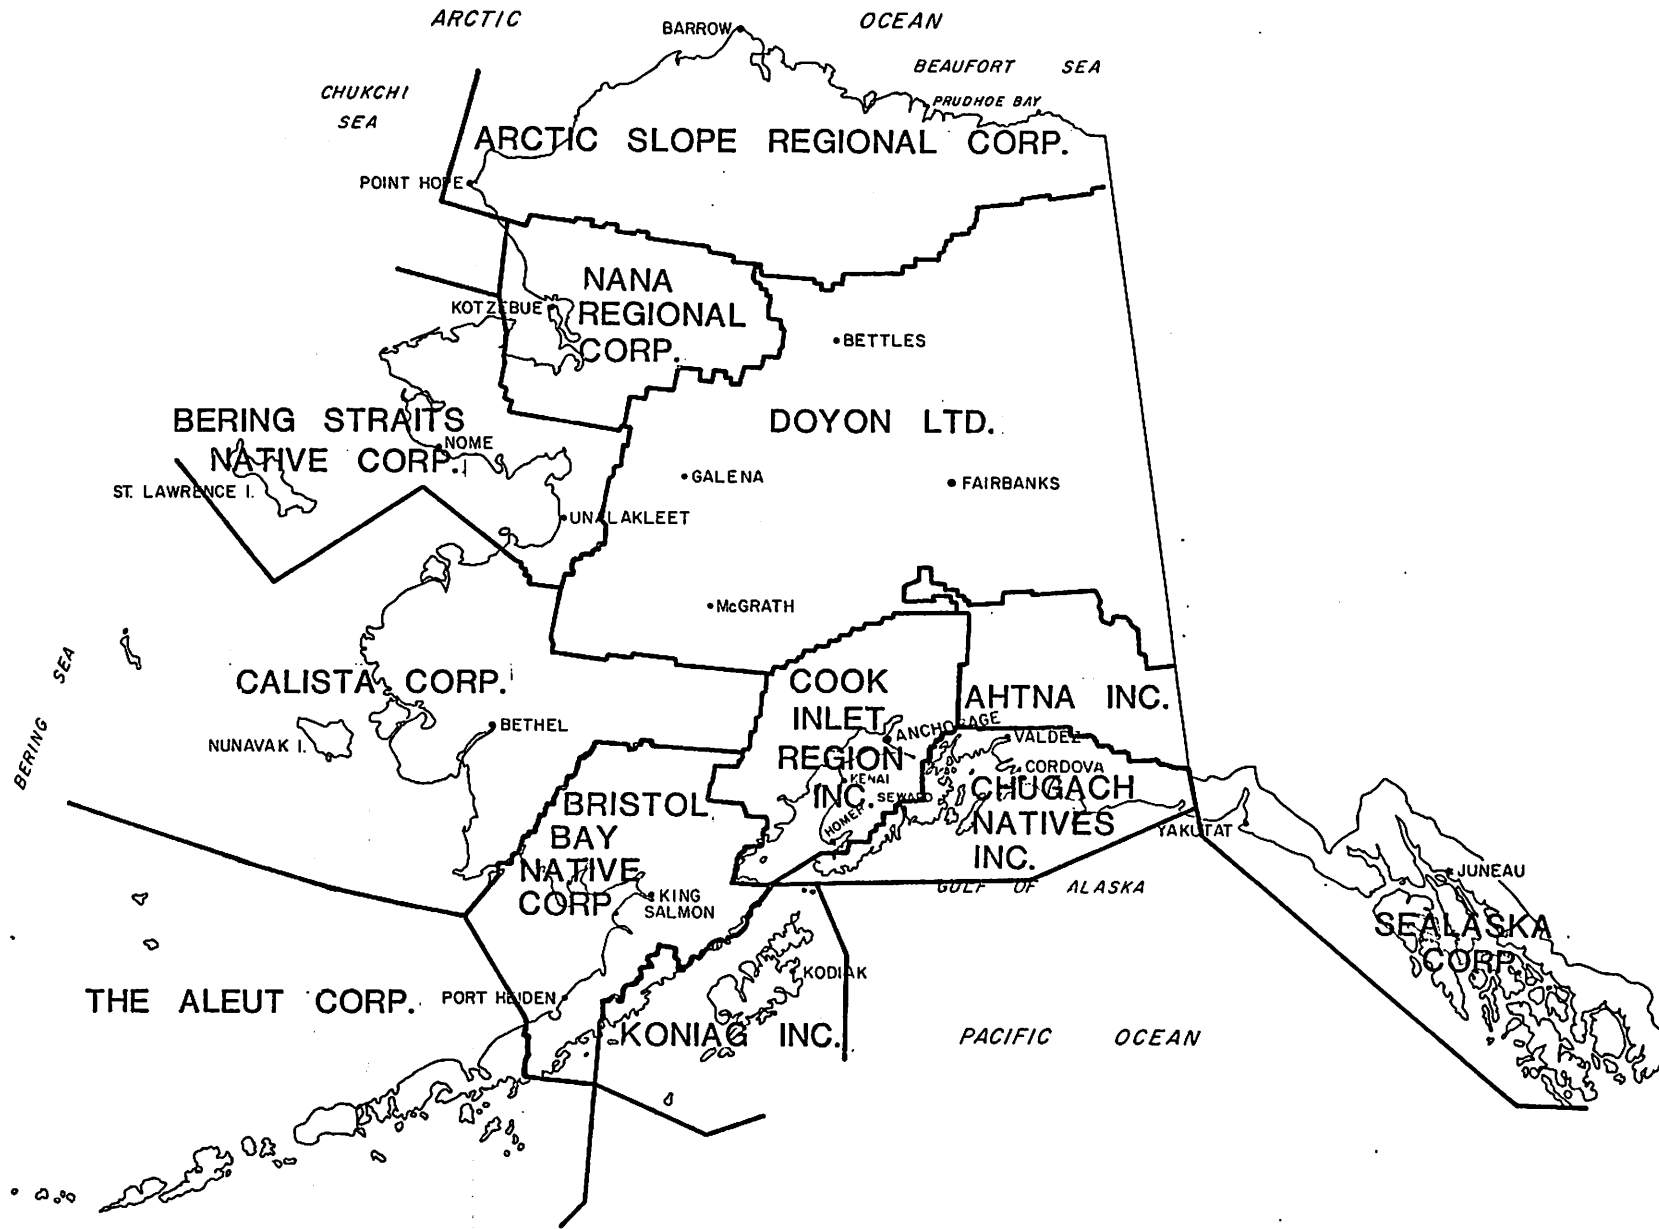 ARCTIC OCEAN
BARROW
BEAUFORT SEA
CHUKCHI
SEA
PRUDHOE BAY
ARCTIC SLOPE REGIONAL CORP.
POINT HOPE
NANA
REGIONAL
CORP.
KOTZEBUE
BETTLES
BERING STRAITS
NATIVE CORP.
NOME
DOYON LTD.
GALENA
FAIRBANKS
ST. LAWRENCE I.
UNALAKLEET
McGRATH
BERING SEA
CALISTA CORP.
COOK
INLET
REGION
INC.
AHTNA INC.
NUNAVAK I.
BETHEL
ANCHORAGE
VALDEZ
CORDOVA
KENAI
SEWARD
HOMER
CHUGACH
NATIVES
INC.
BRISTOL
BAY
NATIVE
CORP.
YAKUTAT
JUNEAU
KING
SALMON
GULF OF ALASKA
SEALASKA
CORP.
KODIAK
THE ALEUT CORP.
PORT HEIDEN
KONIAG INC.
PACIFIC OCEAN